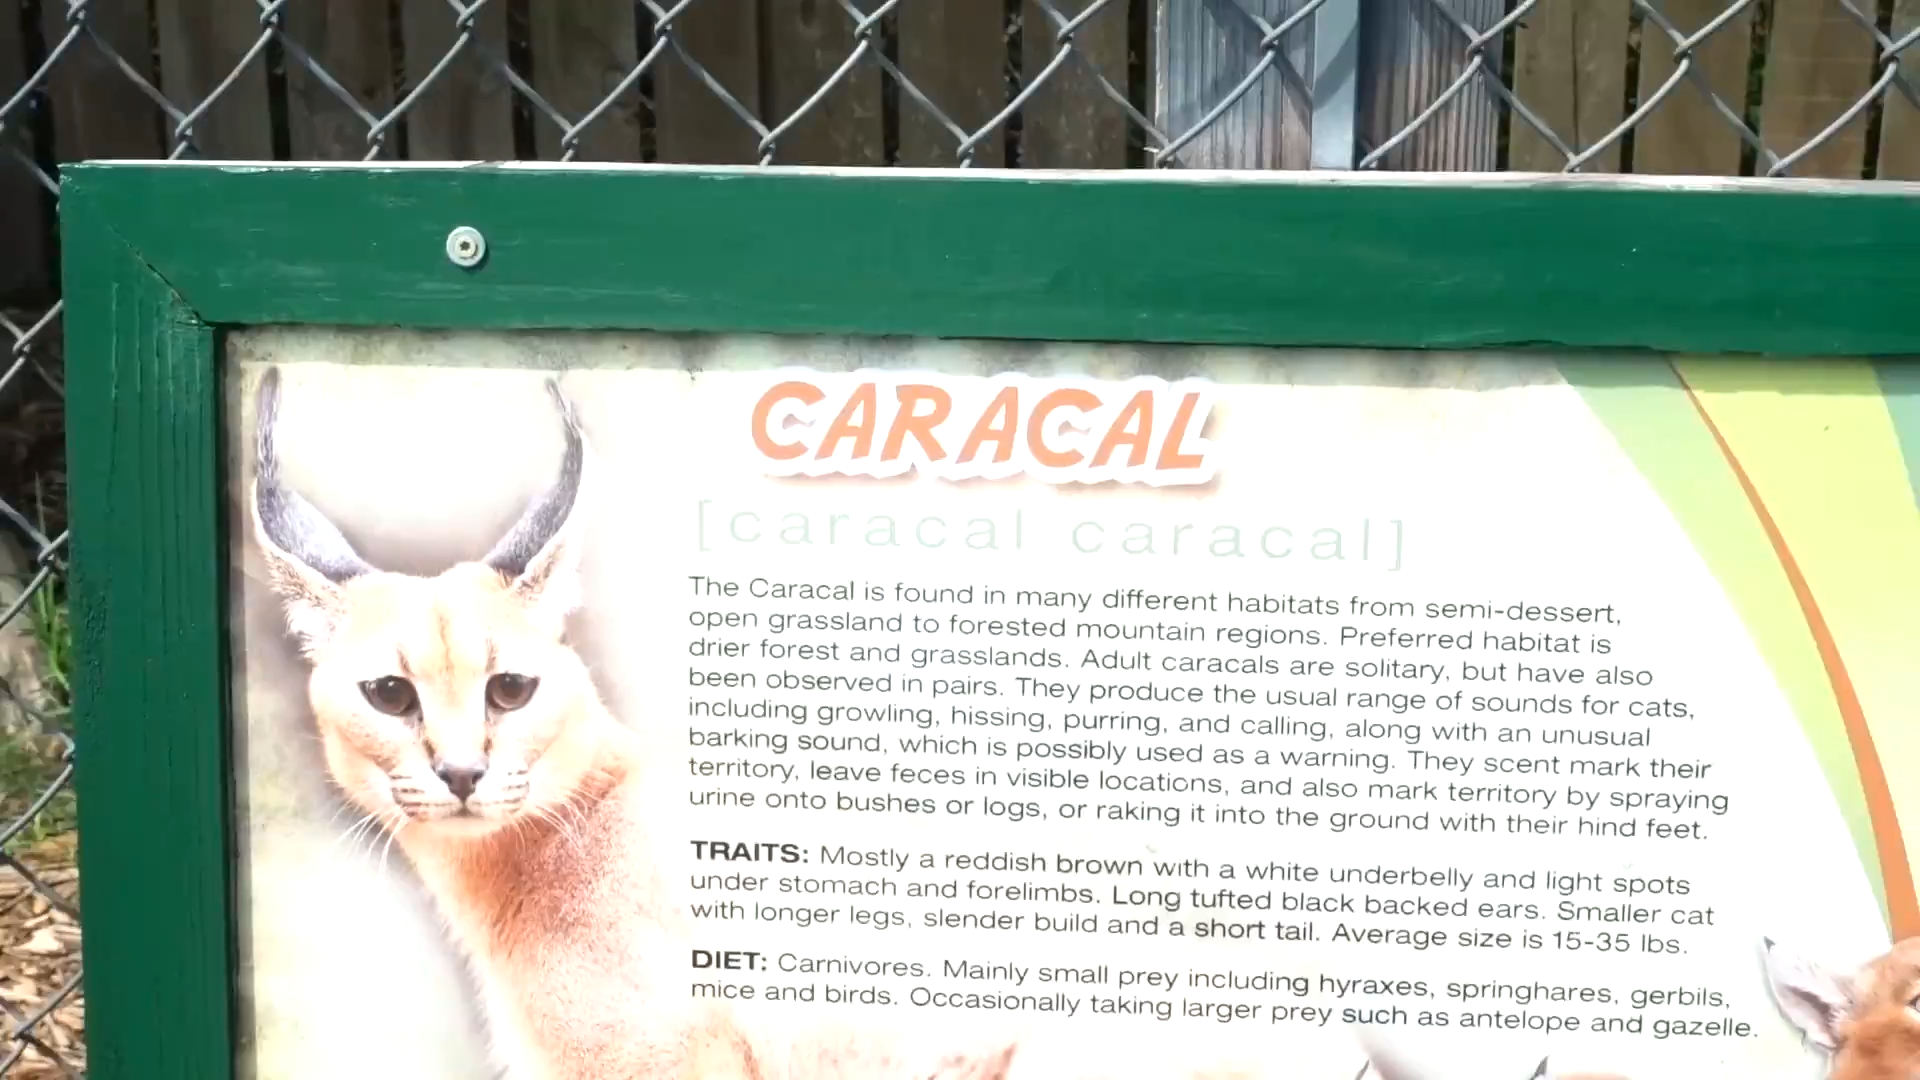 CARACAL
[caracal caracal]
The Caracal is found in many different habitats from semi-dessert,
open grassland to forested mountain regions. Preferred habitat is
drier forest and grasslands. Adult caracals are solitary, but have also
been observed in pairs. They produce the usual range of sounds for cats,
including growling, hissing, purring, and calling, along with an unusual
barking sound, which is possibly used as a warning. They scent mark their
territory, leave feces in visible locations, and also mark territory by spraying
urine onto bushes or logs, or raking it into the ground with their hind feet.
TRAITS: Mostly a reddish brown with a white underbelly and light spots
under stomach and forelimbs. Long tufted black backed ears. Smaller cat
with longer legs, slender build and a short tail. Average size is 15-35 lbs.
DIET: Carnivores. Mainly small prey including hyraxes, springhares, gerbils,
mice and birds. Occasionally taking larger prey such as antelope and gazelle.